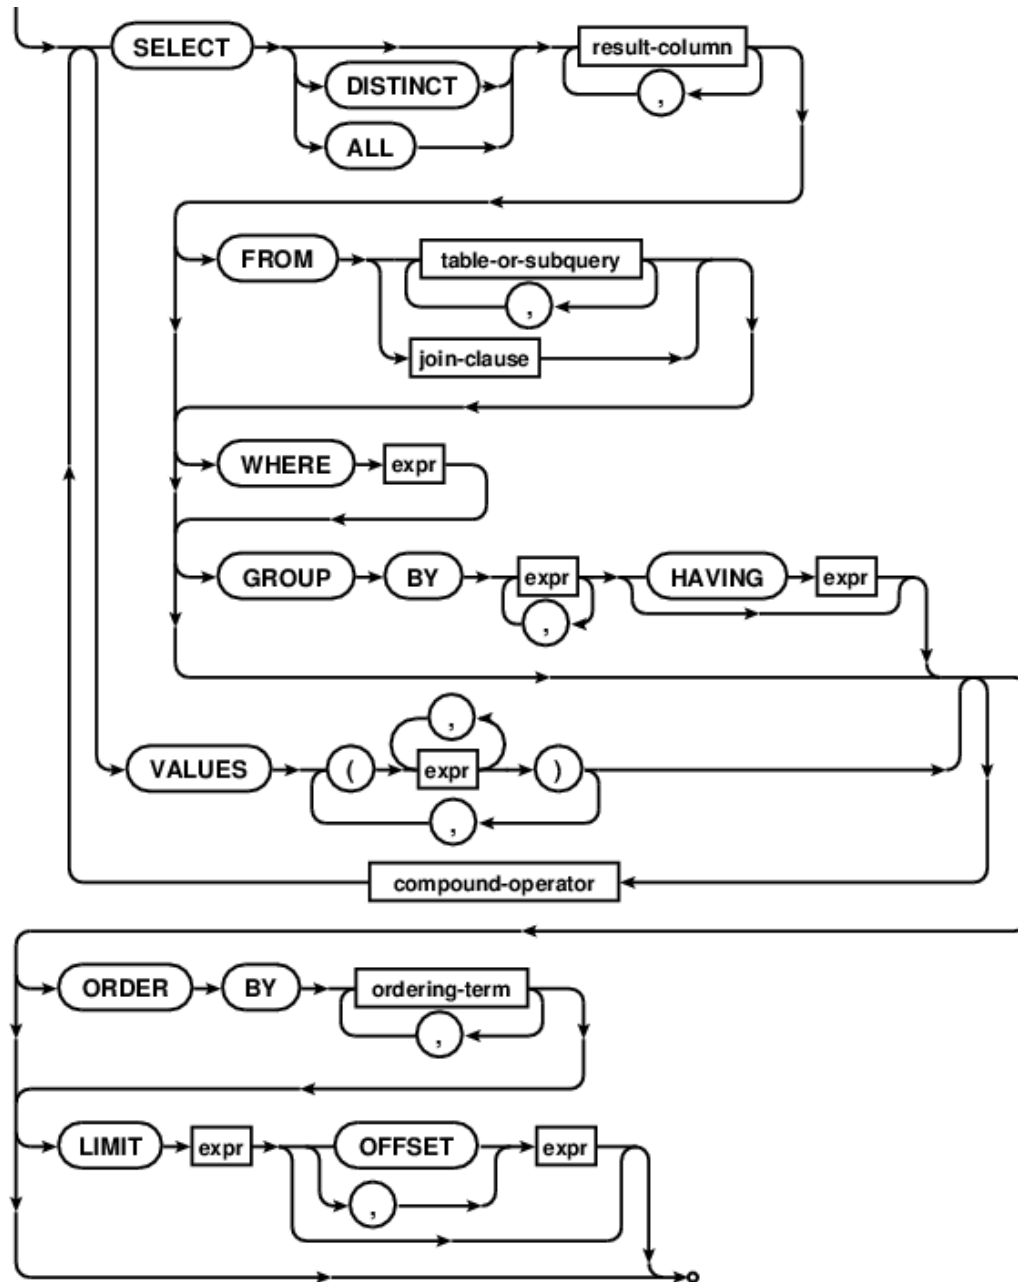 SELECT result-column
DISTINCT ,
ALL
FROM table-or-subquery
,
join-clause
WHERE expr
GROUP BY expr HAVING expr
,
,
VALUES ( expr )
,
compound-operator
ORDER BY ordering-term
,
LIMIT expr OFFSET expr
,